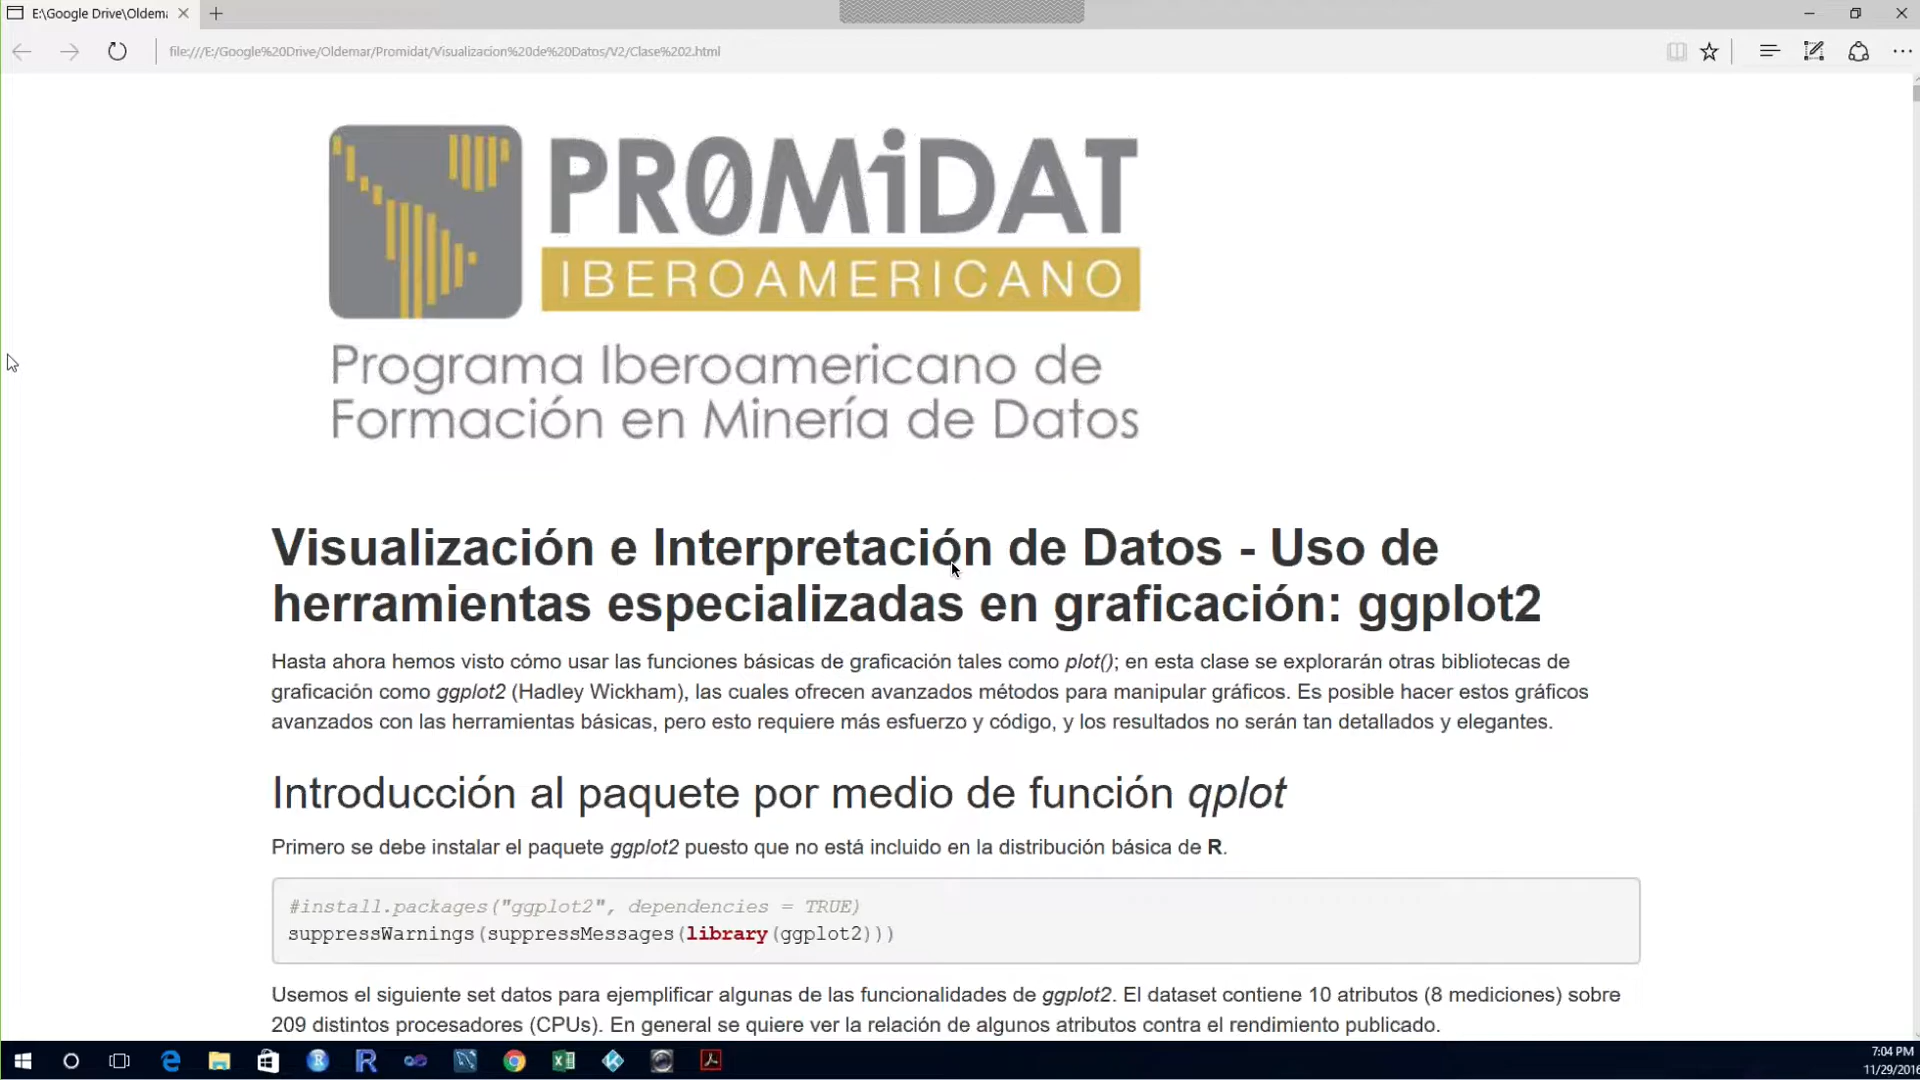 E:\Google Drive\Oldema
file:///E:/Google%20Drive/Oldemar/Promidat/Visualizacion%20de%20Datos/V2/Clase%202.html
PR0MiDAT
IBEROAMERICANO
Programa Iberoamericano de
Formación en Minería de Datos
Visualización e Interpretación de Datos - Uso de
herramientas especializadas en graficación: ggplot2
Hasta ahora hemos visto cómo usar las funciones básicas de graficación tales como plot(); en esta clase se explorarán otras bibliotecas de
graficación como ggplot2 (Hadley Wickham), las cuales ofrecen avanzados métodos para manipular gráficos. Es posible hacer estos gráficos
avanzados con las herramientas básicas, pero esto requiere más esfuerzo y código, y los resultados no serán tan detallados y elegantes.
Introducción al paquete por medio de función qplot
Primero se debe instalar el paquete ggplot2 puesto que no está incluido en la distribución básica de R.
#install.packages("ggplot2", dependencies = TRUE)
suppressWarnings(suppressMessages(library(ggplot2)))
Usemos el siguiente set datos para ejemplificar algunas de las funcionalidades de ggplot2. El dataset contiene 10 atributos (8 mediciones) sobre
209 distintos procesadores (CPUs). En general se quiere ver la relación de algunos atributos contra el rendimiento publicado.
7:04 PM
11/29/2016